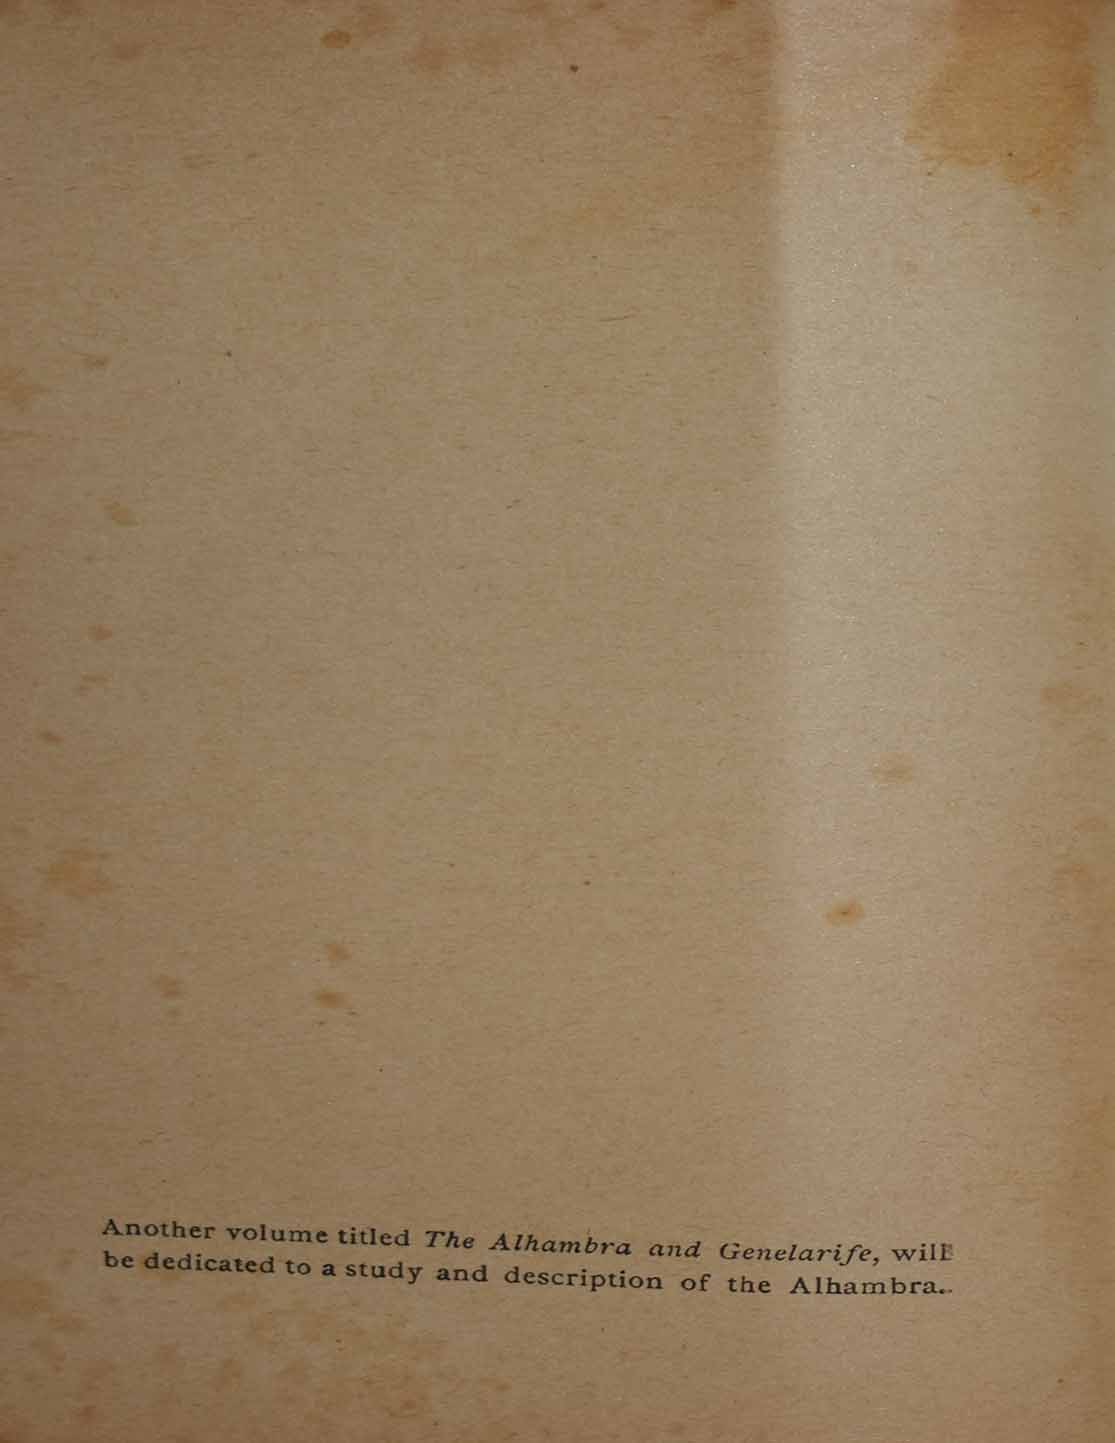 Another volume titled The Alhambra and Genelarife, will
be dedicated to a study and description of the Alhambra.